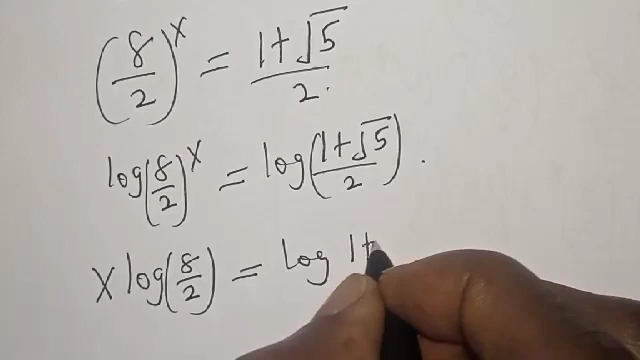 (8/2)^x = (1+√5)/2.
log(8/2)^x = log((1+√5)/2).
x log(8/2) = log 1+